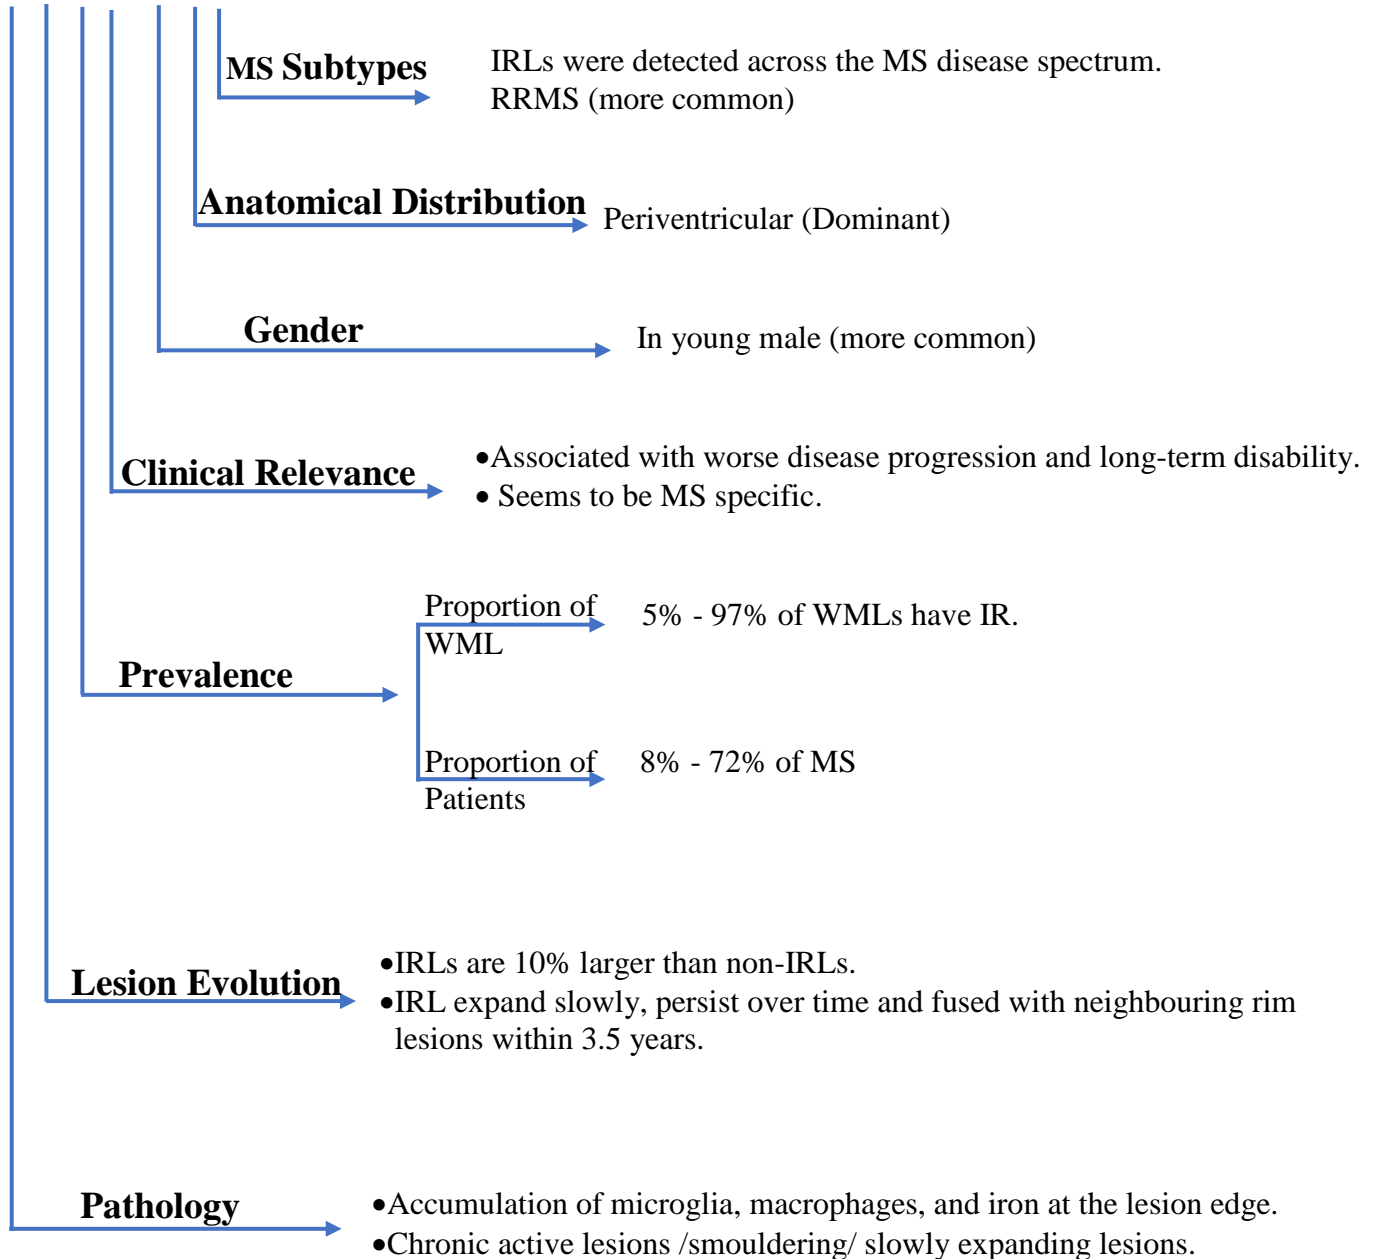 MS Subtypes
IRLs were detected across the MS disease spectrum.
RRMS (more common)
Anatomical Distribution
Periventricular (Dominant)
Gender
In young male (more common)
Clinical Relevance
•Associated with worse disease progression and long-term disability.
• Seems to be MS specific.
Prevalence
Proportion of
WML
5% - 97% of WMLs have IR.
Proportion of
Patients
8% - 72% of MS
Lesion Evolution
•IRLs are 10% larger than non-IRLs.
•IRL expand slowly, persist over time and fused with neighbouring rim
lesions within 3.5 years.
Pathology
•Accumulation of microglia, macrophages, and iron at the lesion edge.
•Chronic active lesions /smouldering/ slowly expanding lesions.